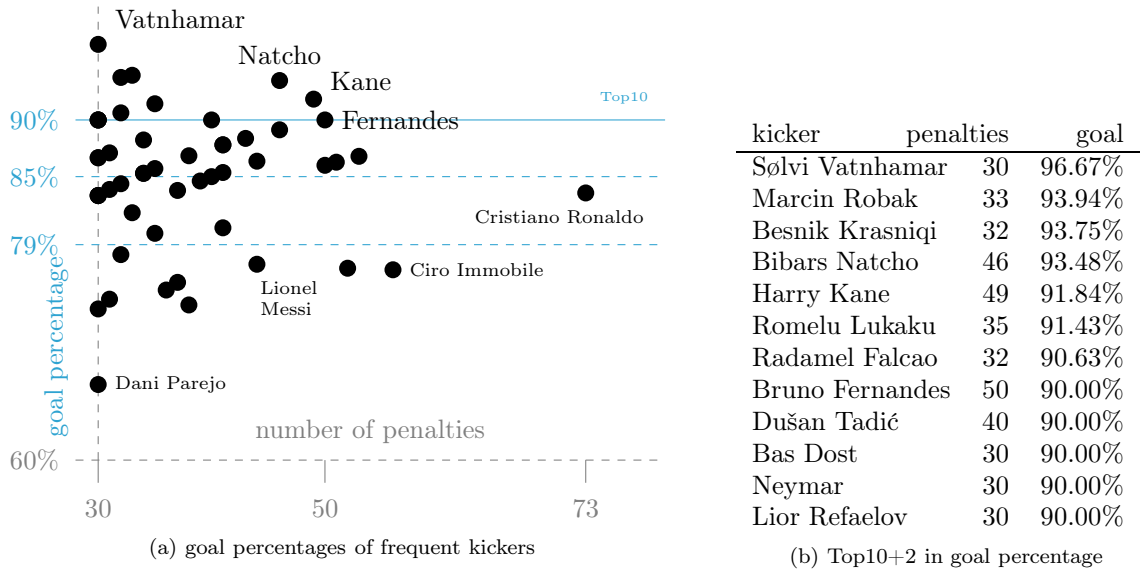 Vatnhamar
Natcho
Kane
Top10
90%
Fernandes
85%
Cristiano Ronaldo
79%
Ciro Immobile
Lionel
Messi
Dani Parejo
goal percentage
number of penalties
60%
30 50 73
(a) goal percentages of frequent kickers
kicker penalties goal
Sølvi Vatnhamar 30 96.67%
Marcin Robak 33 93.94%
Besnik Krasniqi 32 93.75%
Bibars Natcho 46 93.48%
Harry Kane 49 91.84%
Romelu Lukaku 35 91.43%
Radamel Falcao 32 90.63%
Bruno Fernandes 50 90.00%
Dušan Tadić 40 90.00%
Bas Dost 30 90.00%
Neymar 30 90.00%
Lior Refaelov 30 90.00%
(b) Top10+2 in goal percentage